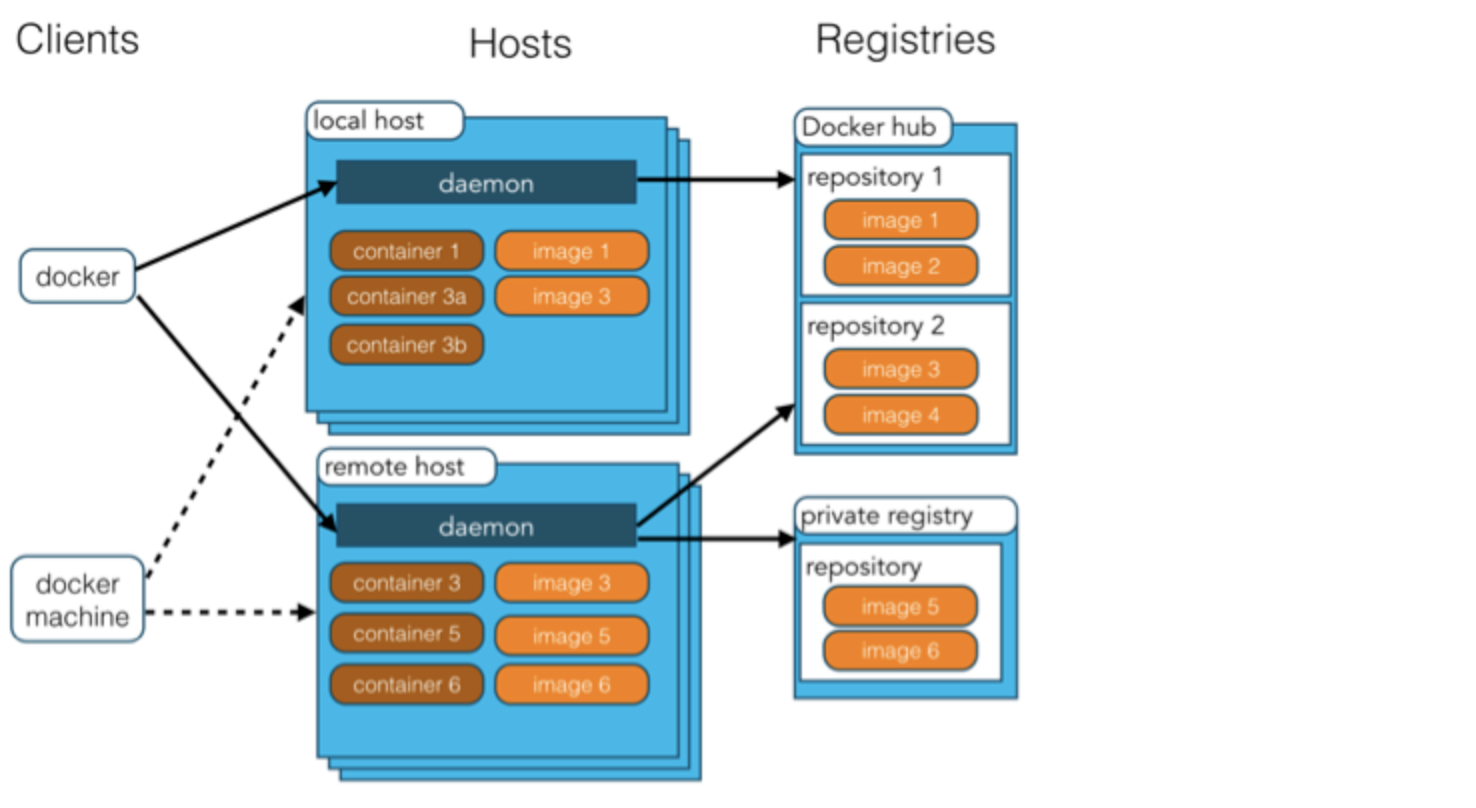 Clients
Hosts
Registries
local host
daemon
container 1
image 1
container 3a
image 3
container 3b
docker
docker
machine
remote host
daemon
container 3
image 3
container 5
image 5
container 6
image 6
Docker hub
repository 1
image 1
image 2
repository 2
image 3
image 4
private registry
repository
image 5
image 6